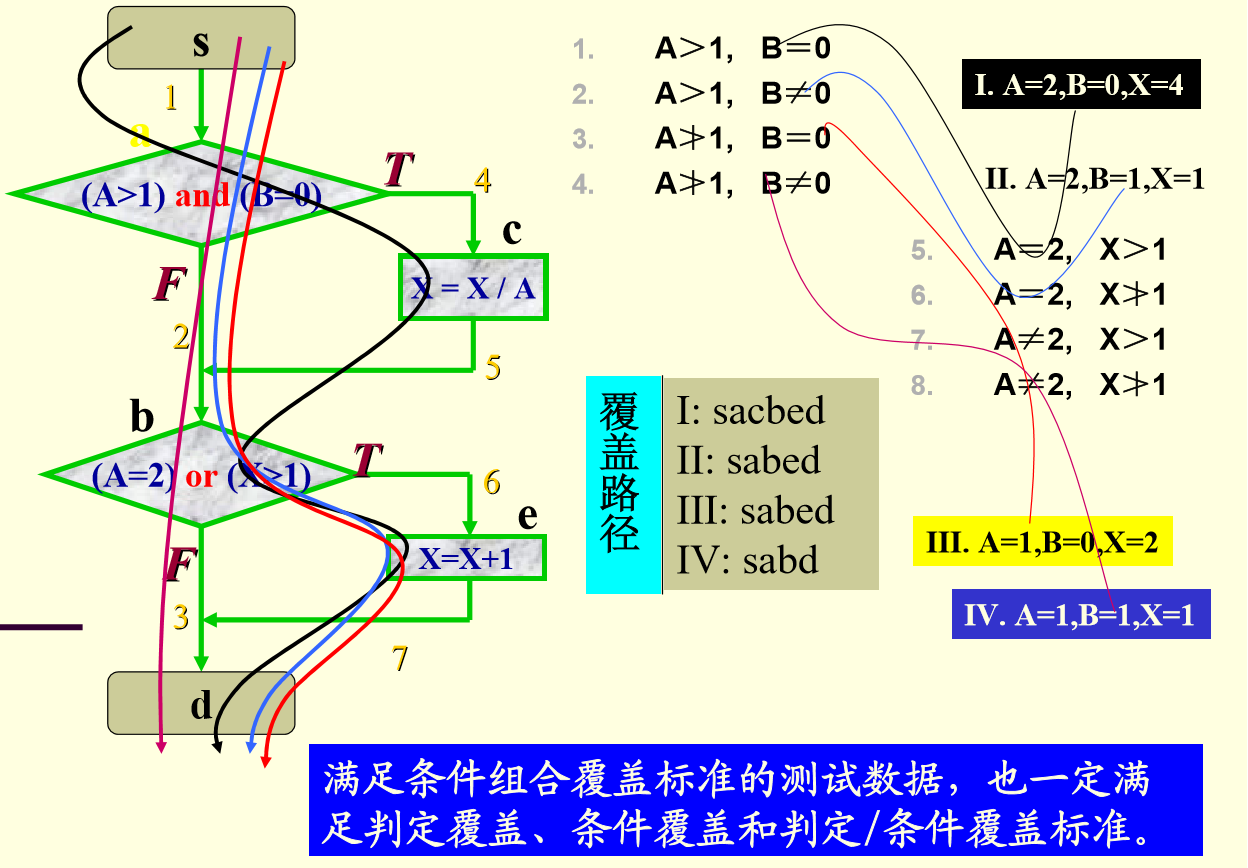 s
1
a
(A>1) and (B=0)
T
4
c
X = X / A
F
2
5
b
(A=2) or (X>1)
T
6
e
X=X+1
F
3
7
d
1. A＞1, B＝0
2. A＞1, B≠0
3. A≯1, B＝0
4. A≯1, B≠0
I. A=2,B=0,X=4
II. A=2,B=1,X=1
5. A＝2, X＞1
6. A＝2, X≯1
7. A≠2, X＞1
8. A≠2, X≯1
覆盖路径
I: sacbed
II: sabed
III: sabed
IV: sabd
III. A=1,B=0,X=2
IV. A=1,B=1,X=1
满足条件组合覆盖标准的测试数据，也一定满
足判定覆盖、条件覆盖和判定/条件覆盖标准。